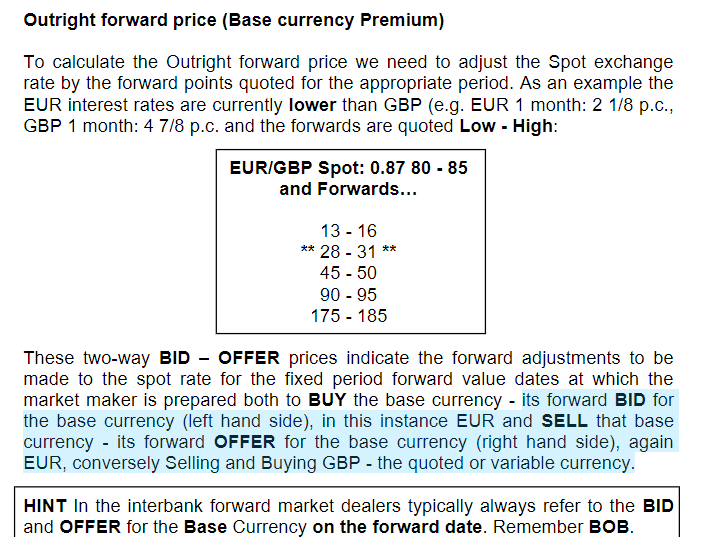 Outright forward price (Base currency Premium)
To calculate the Outright forward price we need to adjust the Spot exchange
rate by the forward points quoted for the appropriate period. As an example the
EUR interest rates are currently lower than GBP (e.g. EUR 1 month: 2 1/8 p.c.,
GBP 1 month: 4 7/8 p.c. and the forwards are quoted Low - High:
EUR/GBP Spot: 0.87 80 - 85
and Forwards…
13 - 16
** 28 - 31 **
45 - 50
90 - 95
175 - 185
These two-way BID – OFFER prices indicate the forward adjustments to be
made to the spot rate for the fixed period forward value dates at which the
market maker is prepared both to BUY the base currency - its forward BID for
the base currency (left hand side), in this instance EUR and SELL that base
currency - its forward OFFER for the base currency (right hand side), again
EUR, conversely Selling and Buying GBP - the quoted or variable currency.
HINT In the interbank forward market dealers typically always refer to the BID
and OFFER for the Base Currency on the forward date. Remember BOB.